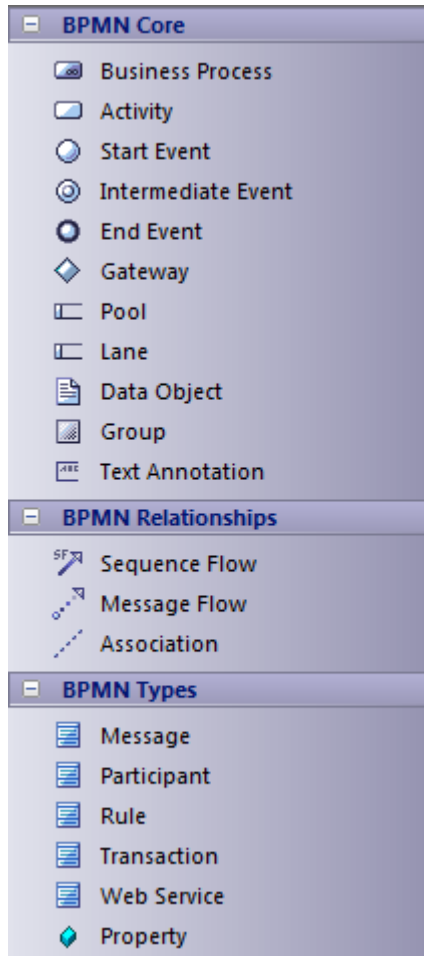 BPMN Core
Business Process
Activity
Start Event
Intermediate Event
End Event
Gateway
Pool
Lane
Data Object
Group
Text Annotation
BPMN Relationships
Sequence Flow
Message Flow
Association
BPMN Types
Message
Participant
Rule
Transaction
Web Service
Property